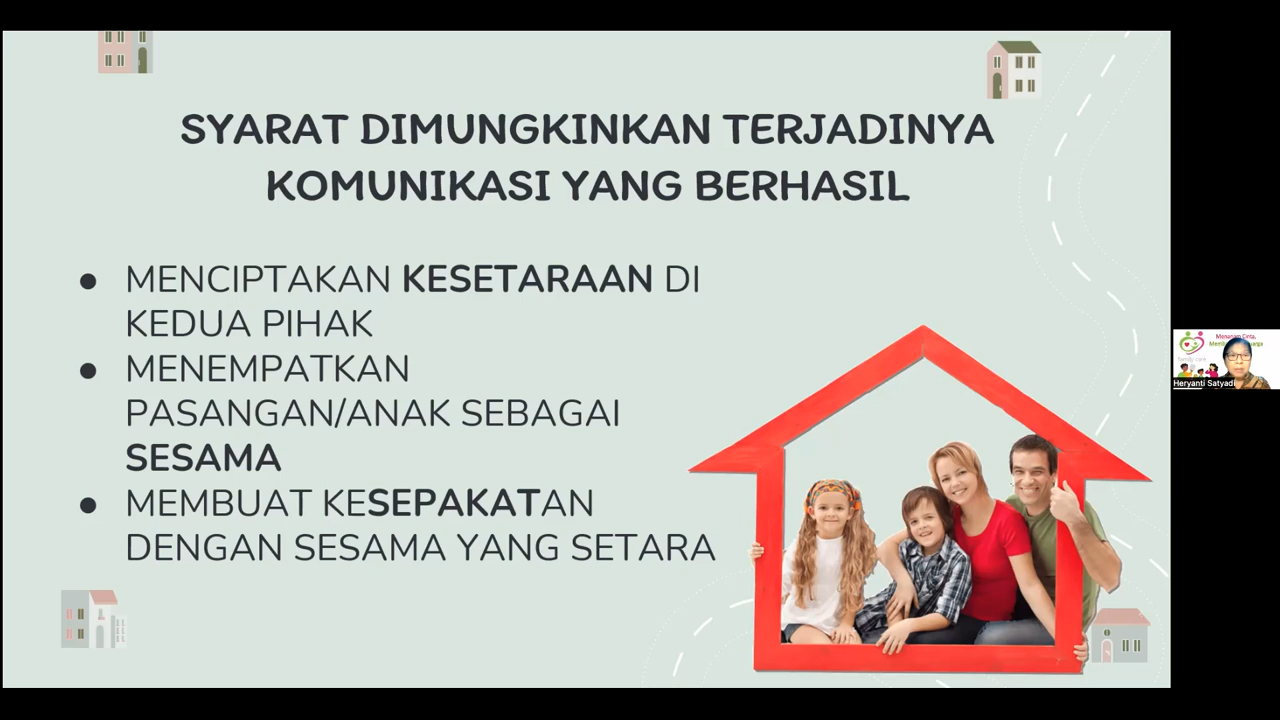 SYARAT DIMUNGKINKAN TERJADINYA
KOMUNIKASI YANG BERHASIL
● MENCIPTAKAN KESETARAAN DI
KEDUA PIHAK
● MENEMPATKAN
PASANGAN/ANAK SEBAGAI
SESAMA
● MEMBUAT KESEPAKATAN
DENGAN SESAMA YANG SETARA
Heryanti Satyadi